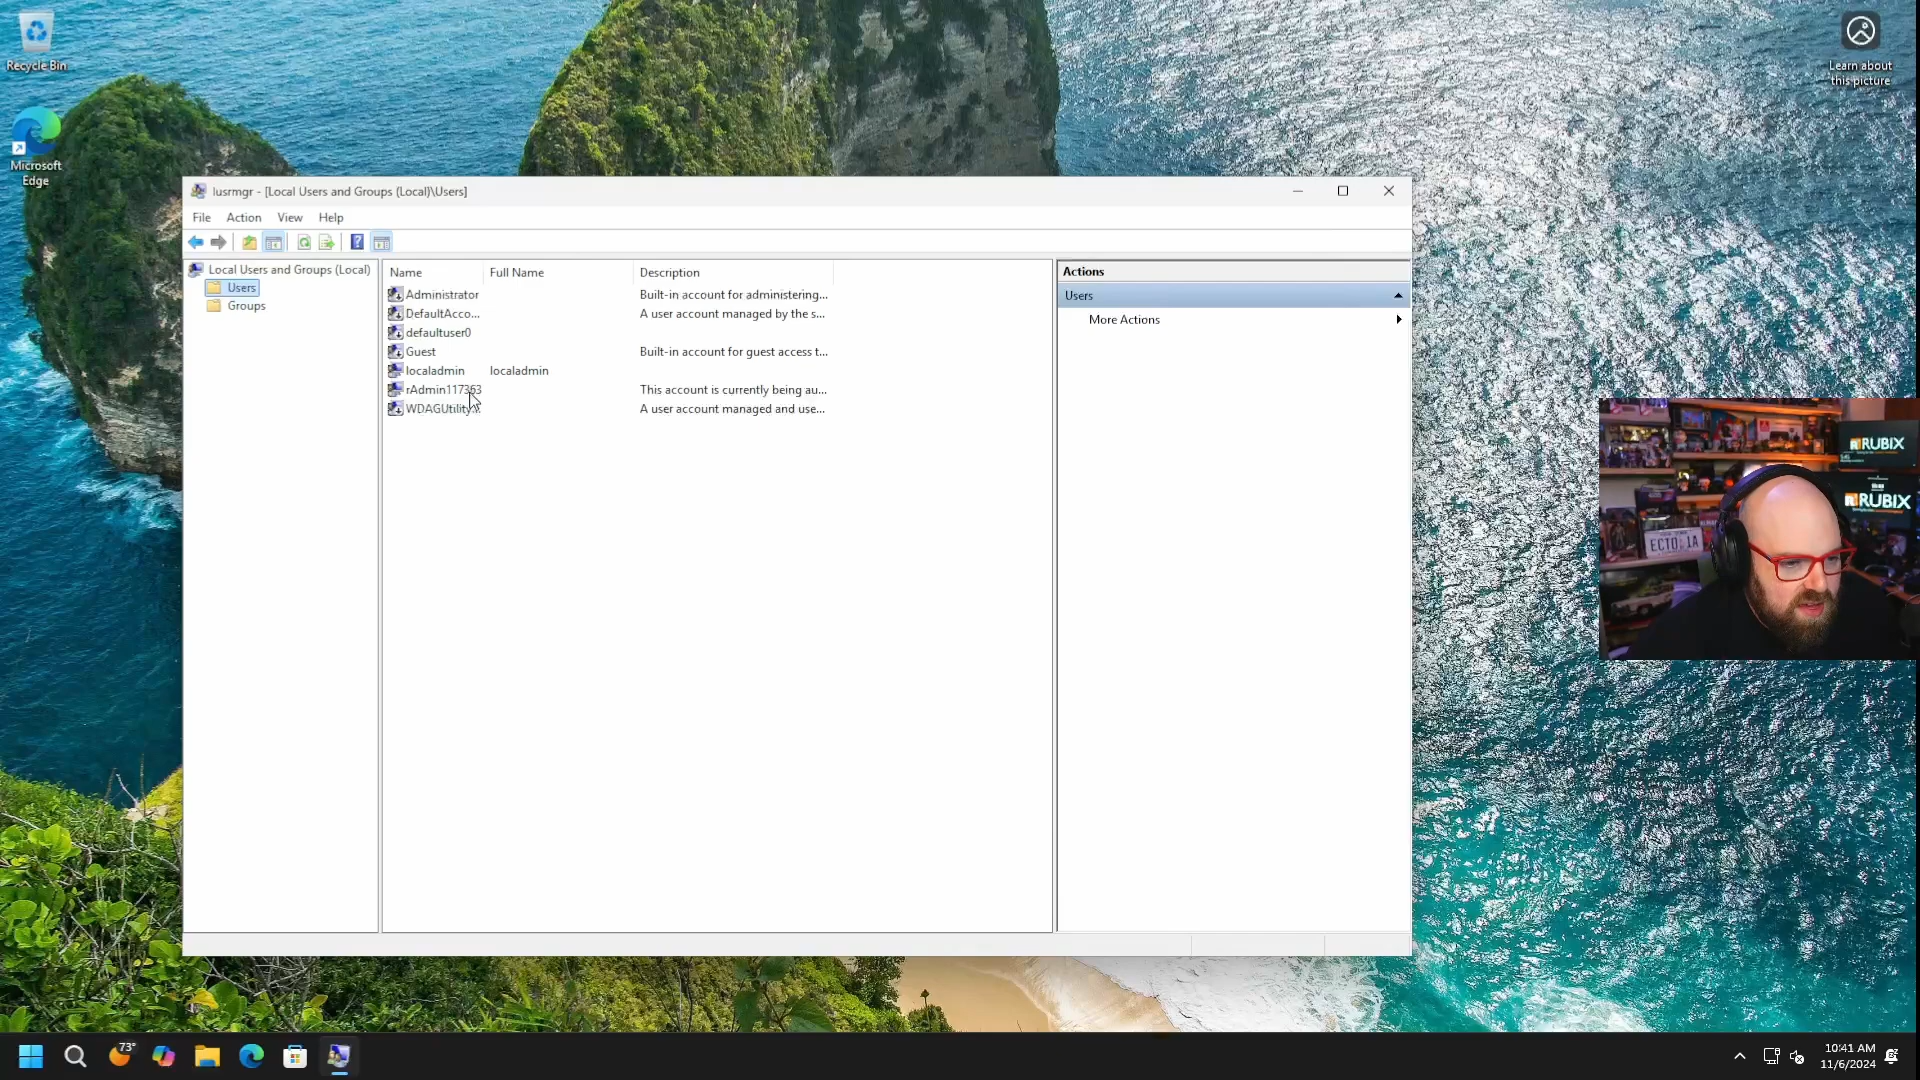 Recycle Bin
Microsoft
Edge
Learn about
this picture
lusrmgr - [Local Users and Groups (Local)\Users]
File Action View Help
Local Users and Groups (Local)
Users
Groups
Name Full Name Description
Administrator Built-in account for administering...
DefaultAcco... A user account managed by the s...
defaultuser0
Guest Built-in account for guest access t...
localadmin localadmin
rAdmin117363 This account is currently being au...
WDAGUtility... A user account managed and use...
Actions
Users
More Actions
RUBIX
RUBIX
ECTO-1A
73°
10:41 AM
11/6/2024